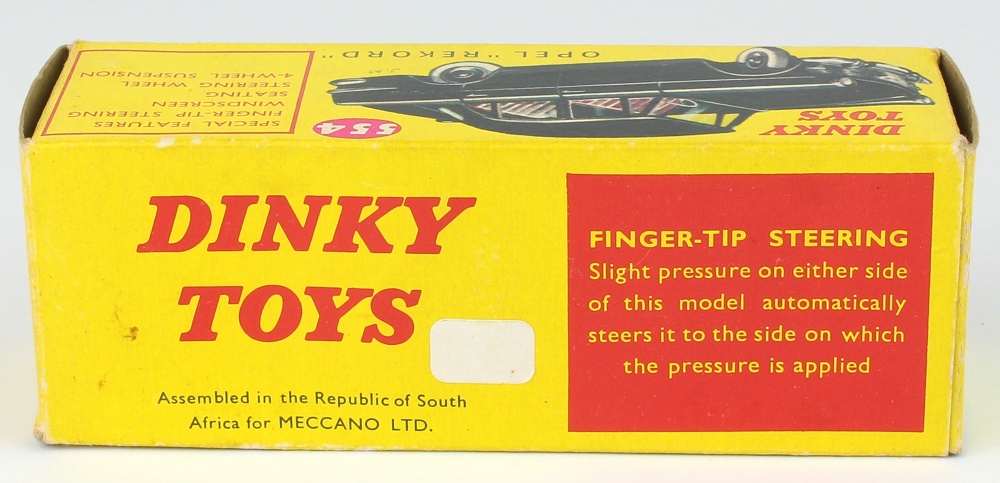 OPEL "REKORD"
J.M
SPECIAL FEATURES
FINGER-TIP STEERING
WINDSCREEN
SEATING
STEERING WHEEL
4-WHEEL SUSPENSION
554
DINKY
TOYS
DINKY
TOYS
Assembled in the Republic of South
Africa for MECCANO LTD.
FINGER-TIP STEERING
Slight pressure on either side
of this model automatically
steers it to the side on which
the pressure is applied